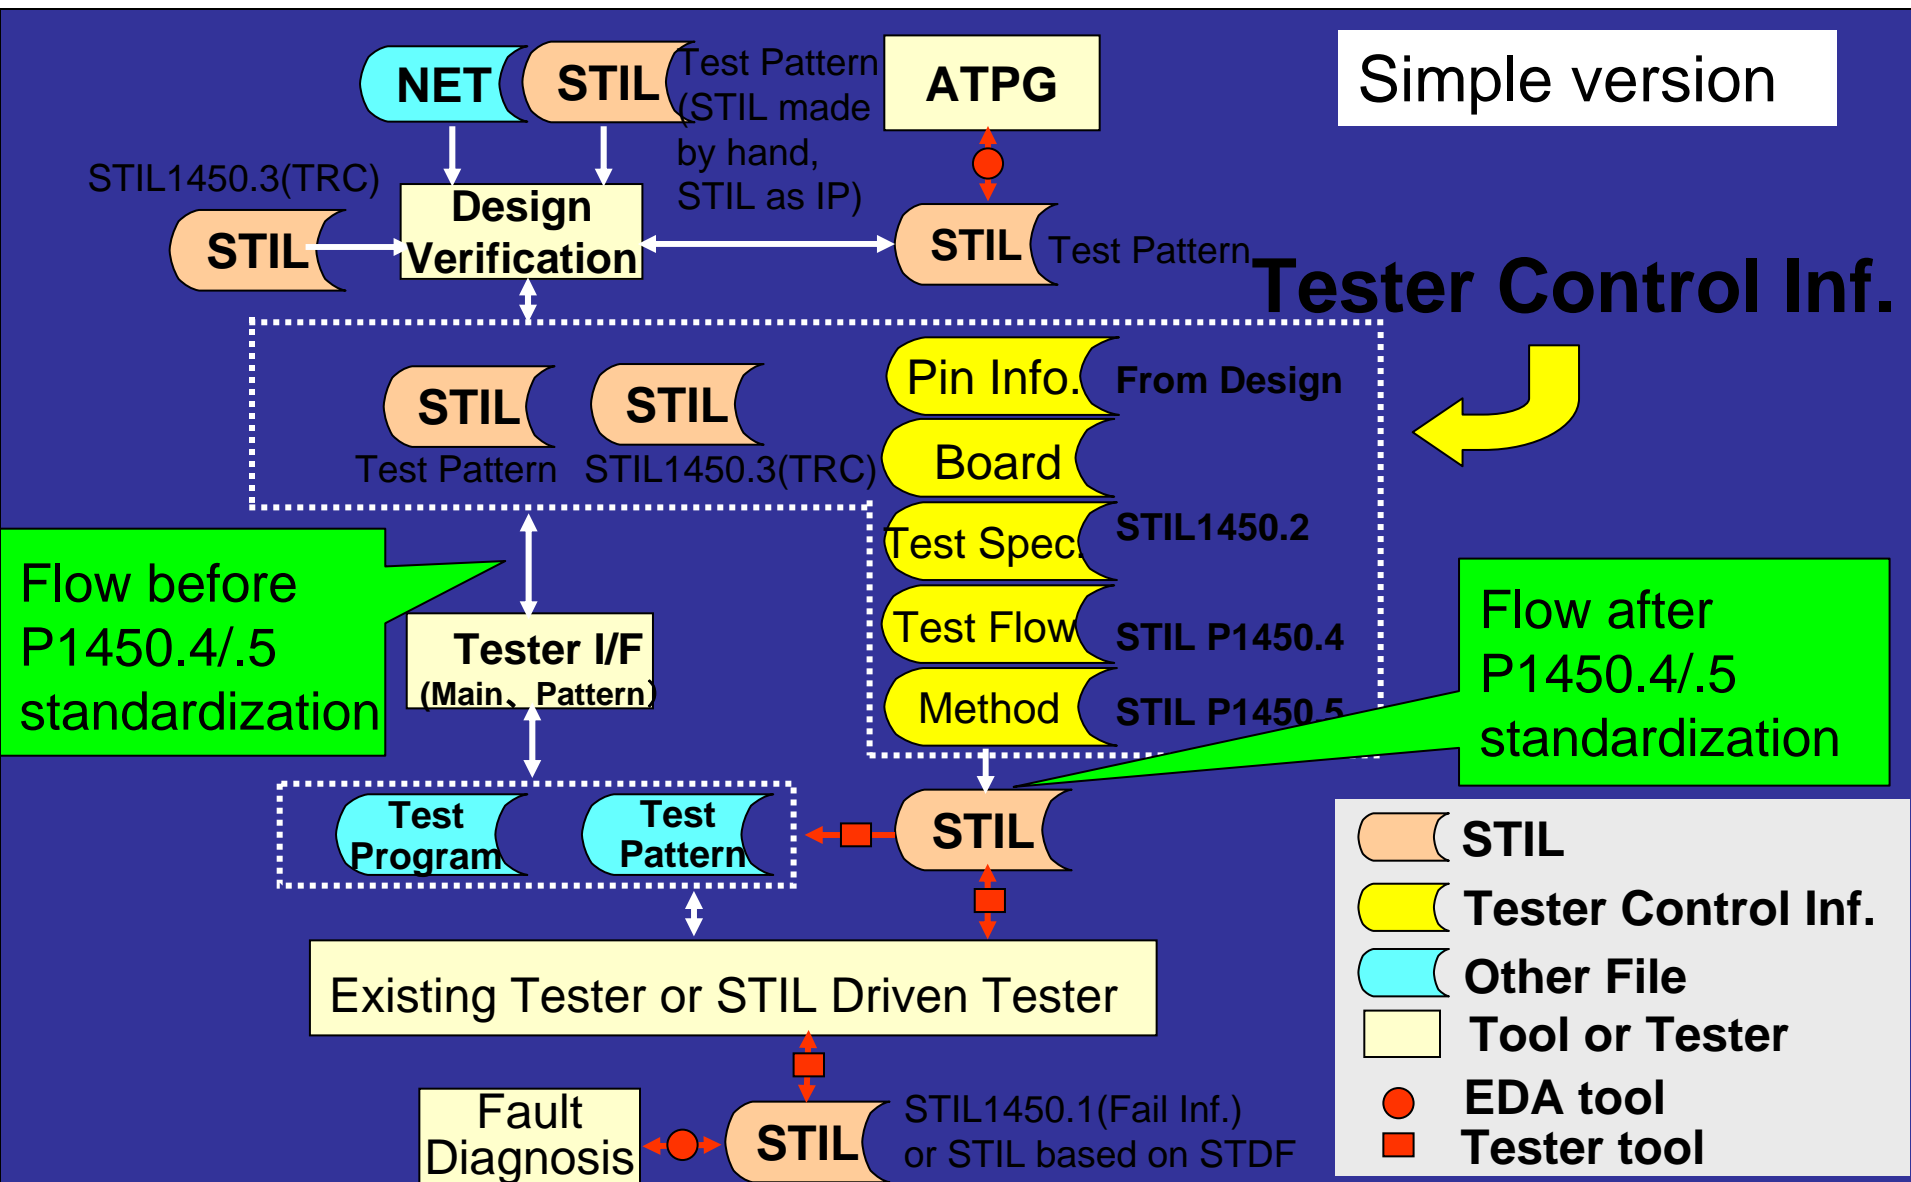 Simple version
NET
STIL
Test Pattern
(STIL made
by hand,
STIL as IP)
ATPG
STIL1450.3(TRC)
STIL
Design
Verification
STIL
Test Pattern
Tester Control Inf.
STIL
Test Pattern
STIL
STIL1450.3(TRC)
Pin Info.
From Design
Board
Test Spec.
STIL1450.2
Test Flow
STIL P1450.4
Method
STIL P1450.5
Flow before
P1450.4/.5
standardization
Tester I/F
(Main、Pattern)
Flow after
P1450.4/.5
standardization
Test
Program
Test
Pattern
STIL
Existing Tester or STIL Driven Tester
Fault
Diagnosis
STIL
STIL1450.1(Fail Inf.)
or STIL based on STDF
STIL
Tester Control Inf.
Other File
Tool or Tester
EDA tool
Tester tool